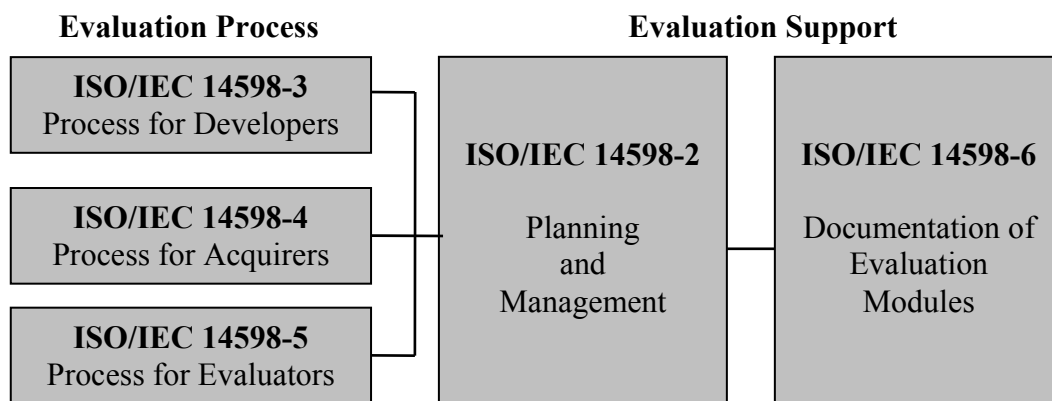 Evaluation Process
Evaluation Support
ISO/IEC 14598-3
Process for Developers
ISO/IEC 14598-4
Process for Acquirers
ISO/IEC 14598-5
Process for Evaluators
ISO/IEC 14598-2
Planning
and
Management
ISO/IEC 14598-6
Documentation of
Evaluation
Modules